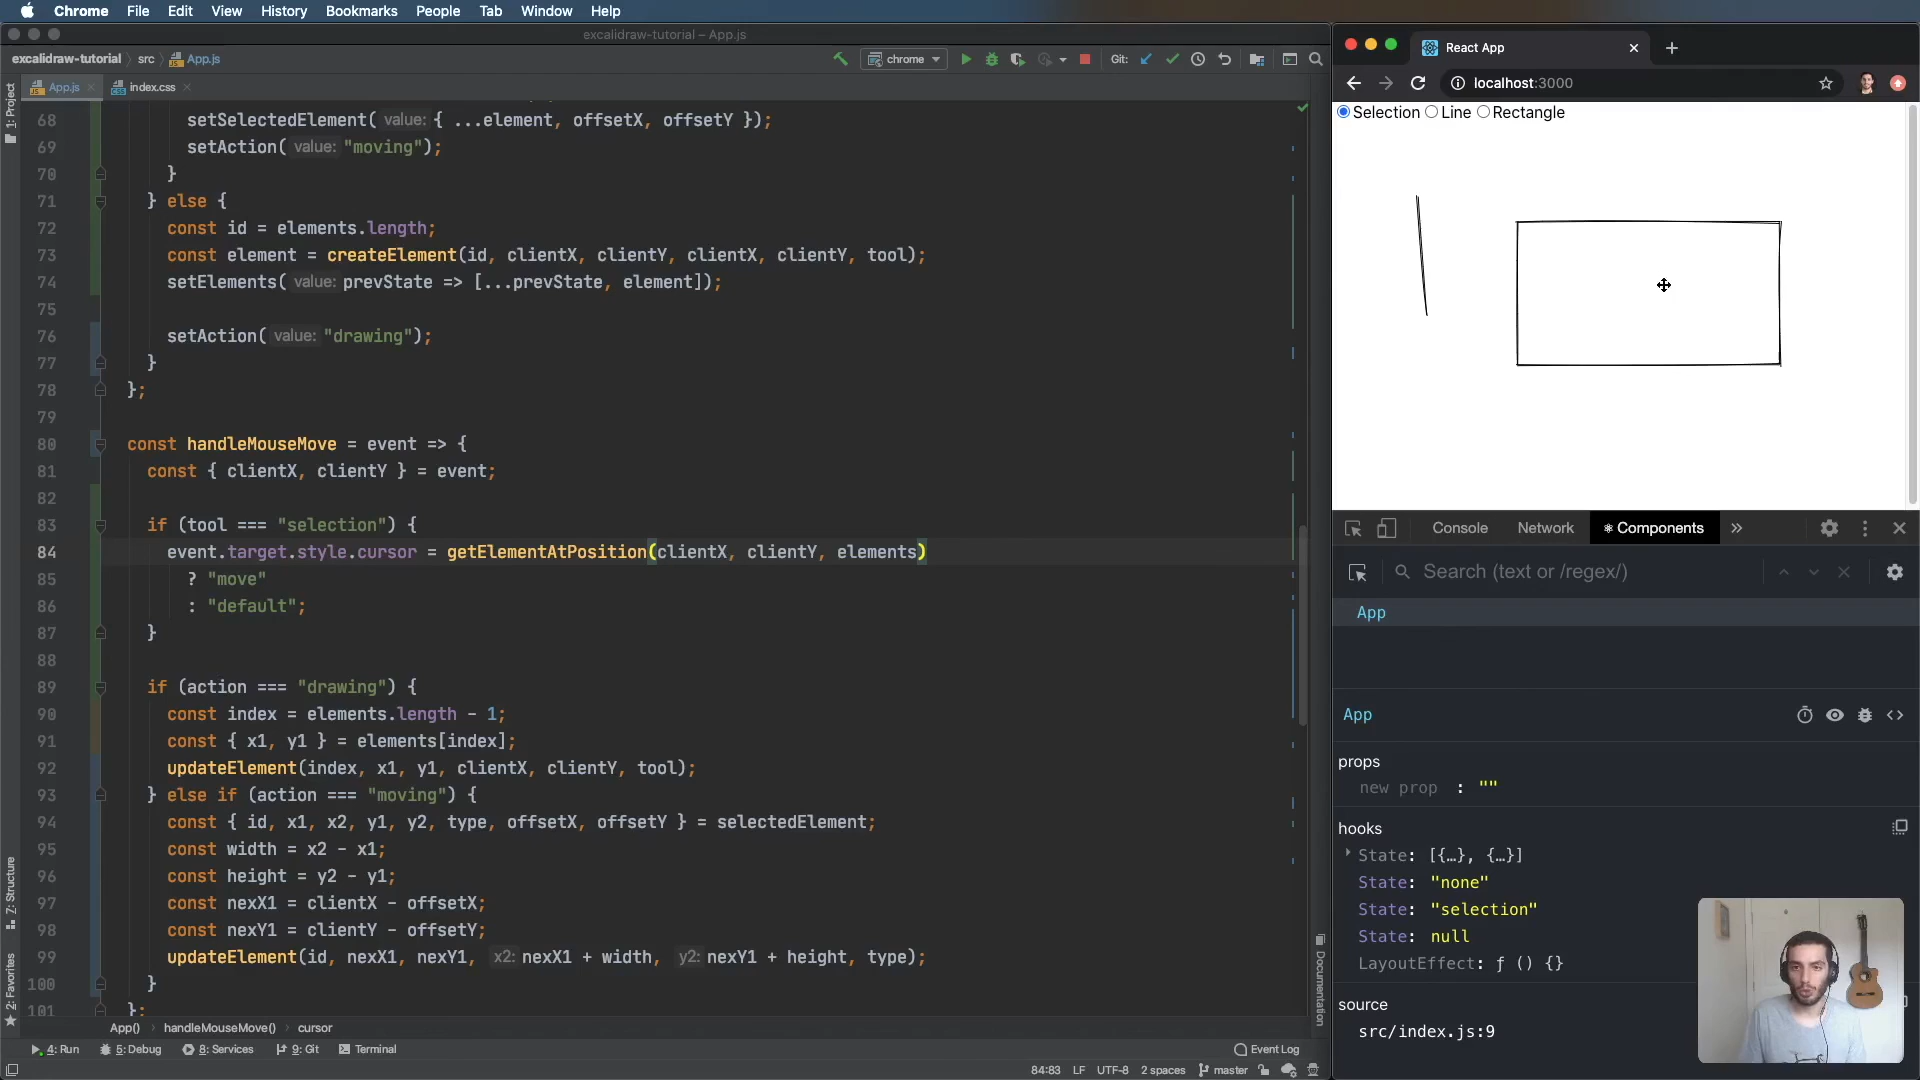 Chrome File Edit View History Bookmarks People Tab Window Help
excalidraw-tutorial – App.js
excalidraw-tutorial src App.js
chrome
Git:
App.js index.css
1: Project
68 setSelectedElement( value: { ...element, offsetX, offsetY });
69 setAction( value: "moving");
70 }
71 } else {
72 const id = elements.length;
73 const element = createElement(id, clientX, clientY, clientX, clientY, tool);
74 setElements( value: prevState => [...prevState, element]);
75
76 setAction( value: "drawing");
77 }
78 };
79
80 const handleMouseMove = event => {
81 const { clientX, clientY } = event;
82
83 if (tool === "selection") {
84 event.target.style.cursor = getElementAtPosition(clientX, clientY, elements)
85 ? "move"
86 : "default";
87 }
88
89 if (action === "drawing") {
90 const index = elements.length - 1;
91 const { x1, y1 } = elements[index];
92 updateElement(index, x1, y1, clientX, clientY, tool);
93 } else if (action === "moving") {
94 const { id, x1, x2, y1, y2, type, offsetX, offsetY } = selectedElement;
95 const width = x2 - x1;
96 const height = y2 - y1;
97 const nexX1 = clientX - offsetX;
98 const nexY1 = clientY - offsetY;
99 updateElement(id, nexX1, nexY1, x2: nexX1 + width, y2: nexY1 + height, type);
100 }
101 };
Z: Structure
2: Favorites
Documentation
App() handleMouseMove() cursor
4: Run 5: Debug 8: Services 9: Git Terminal
Event Log
84:83 LF UTF-8 2 spaces master
React App
localhost:3000
Selection Line Rectangle
Console Network Components
Search (text or /regex/)
App
App
props
new prop : ""
hooks
State: [{…}, {…}]
State: "none"
State: "selection"
State: null
LayoutEffect: ƒ () {}
source
src/index.js:9